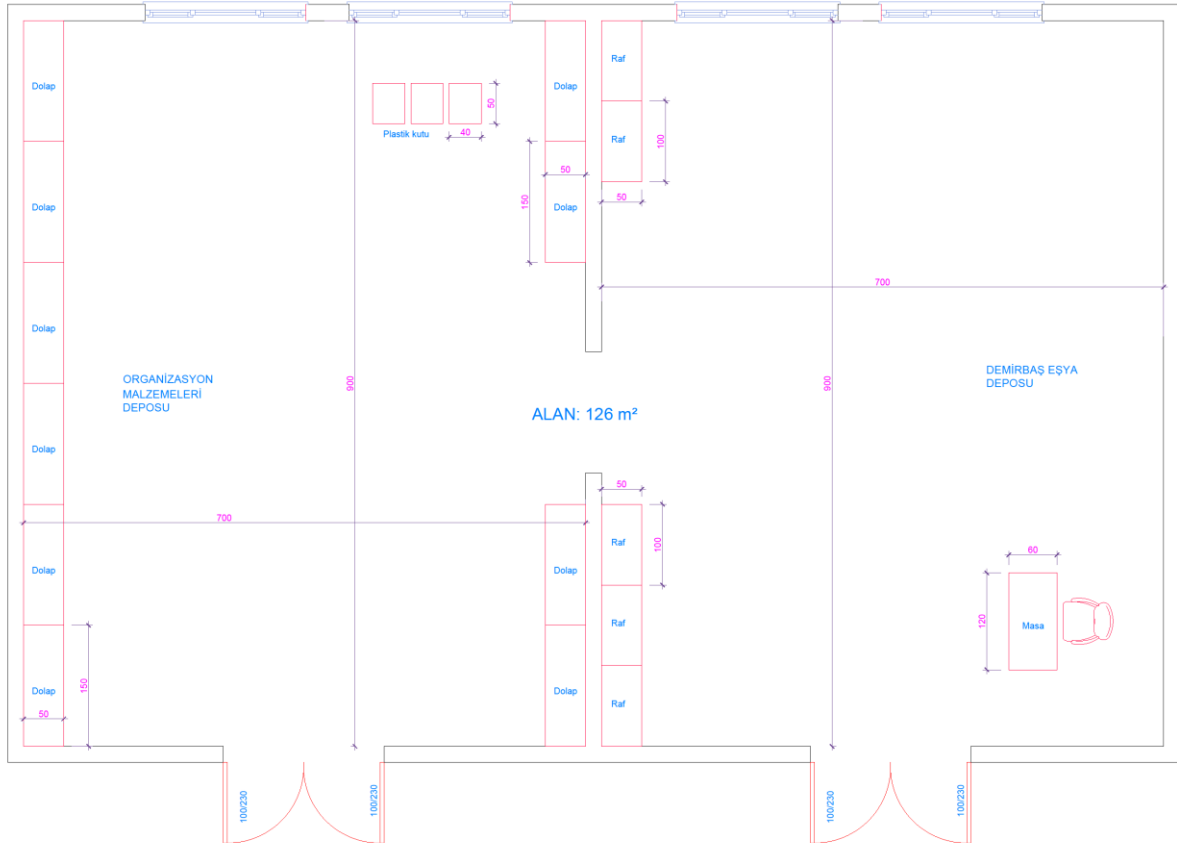 Dolap
Dolap
Raf
Plastik kutu
50
40
Raf
100
50
150
Dolap
Dolap
50
700
Dolap
ORGANİZASYON
MALZEMELERİ
DEPOSU
900
900
DEMİRBAŞ EŞYA
DEPOSU
ALAN: 126 m²
Dolap
50
700
Raf
100
60
Dolap
Dolap
120
Masa
Raf
150
Dolap
50
Dolap
Raf
100/230
100/230
100/230
100/230